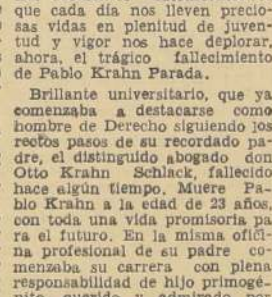 que cada día nos lleven precio-
sas vidas en plenitud de juven-
tud y vigor nos hace deplorar,
ahora, el trágico fallecimiento
de Pablo Krahn Parada.
Brillante universitario, que ya
comenzaba a destacarse como
hombre de Derecho siguiendo los
rectos pasos de su recordado pa-
dre, el distinguido abogado don
Otto Krahn Schlack, fallecido
hace algún tiempo. Muere Pa-
blo Krahn a la edad de 23 años,
con toda una vida promisoria pa
ra el futuro. En la misma ofici-
na profesional de su padre co-
menzaba su carrera con plena
responsabilidad de hijo primogé-
nito, querido y admirado